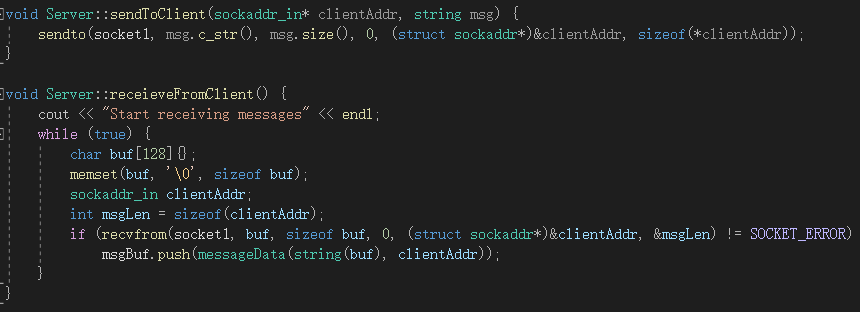 void Server::sendToClient(sockaddr_in* clientAddr, string msg) {
    sendto(socket1, msg.c_str(), msg.size(), 0, (struct sockaddr*)&clientAddr, sizeof(*clientAddr));
}
void Server::receieveFromClient() {
    cout << "Start receiving messages" << endl;
    while (true) {
        char buf[128]{};
        memset(buf, '\0', sizeof buf);
        sockaddr_in clientAddr;
        int msgLen = sizeof(clientAddr);
        if (recvfrom(socket1, buf, sizeof buf, 0, (struct sockaddr*)&clientAddr, &msgLen) != SOCKET_ERROR)
            msgBuf.push(messageData(string(buf), clientAddr));
    }
}